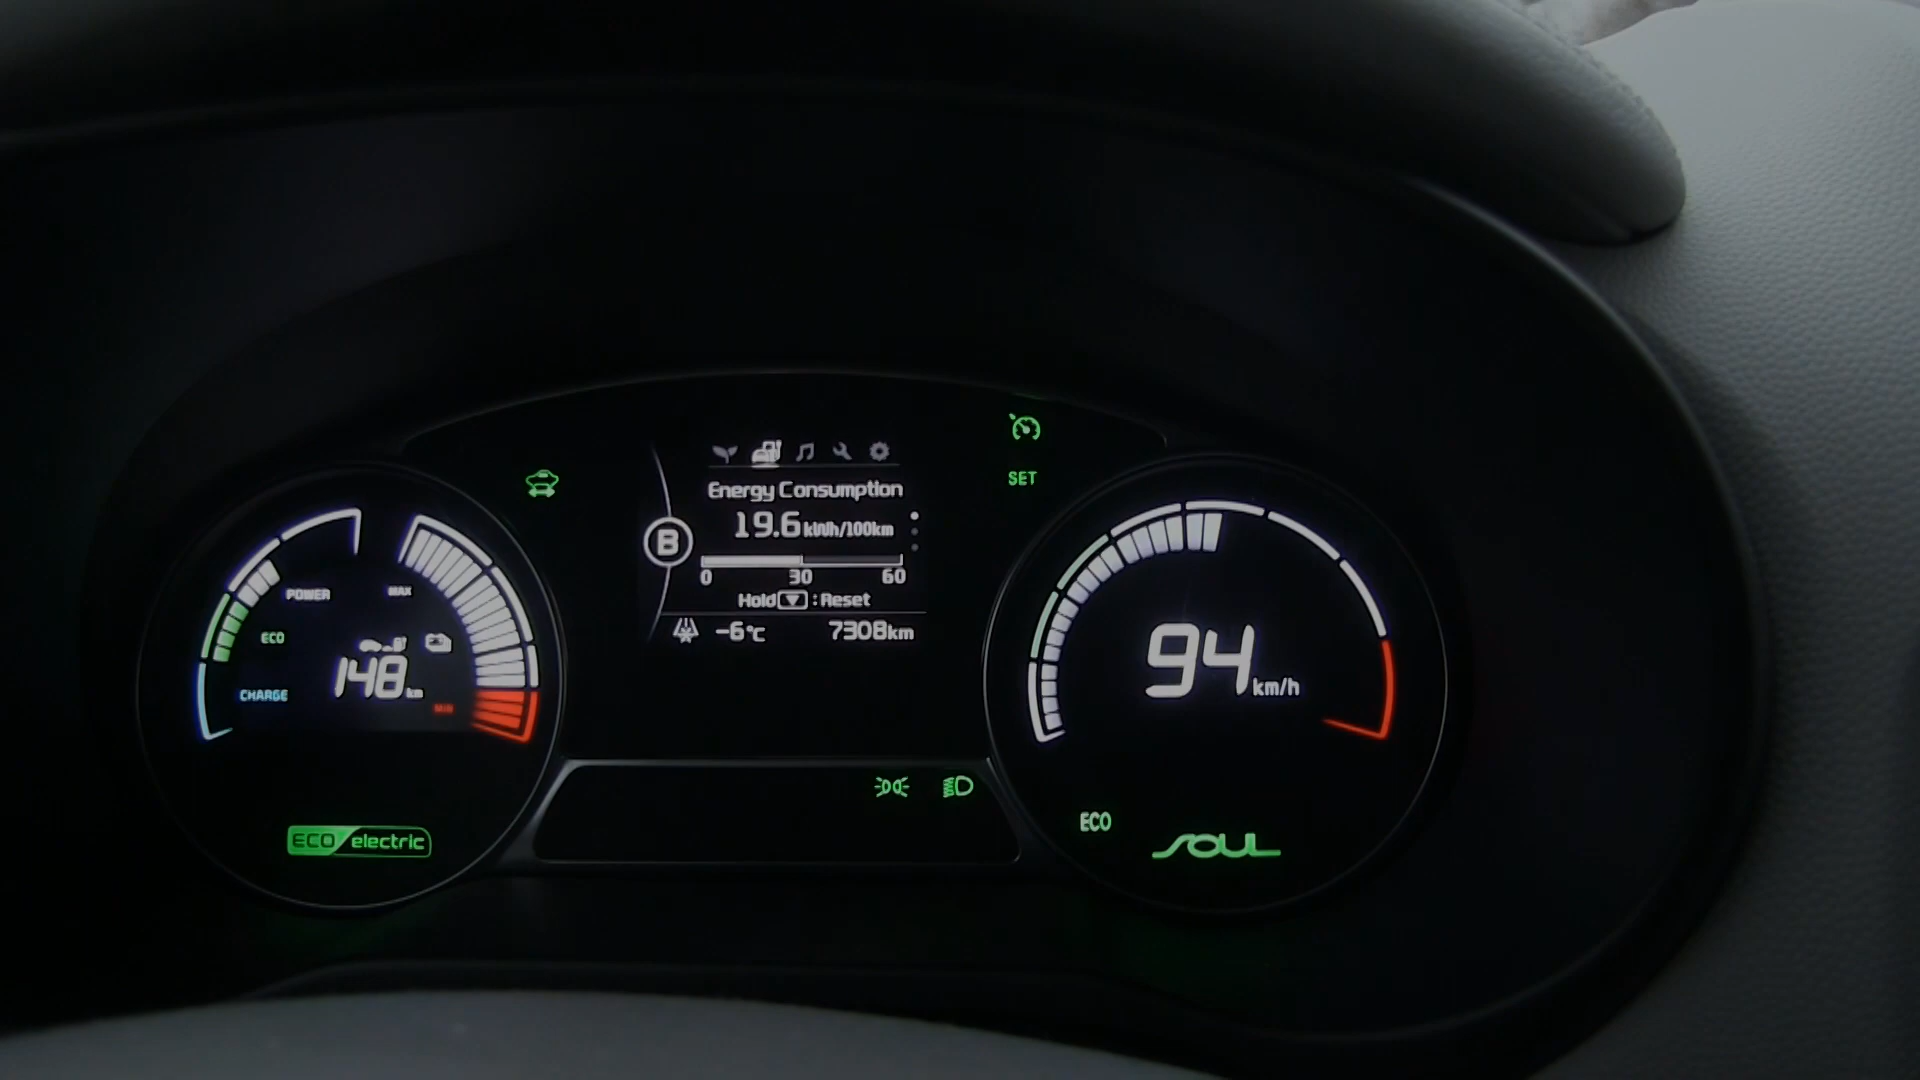 SET
Energy Consumption
19.6 kWh/100km
B
0 30 60
Hold ▼ : Reset
-6°C 7308km
POWER
MAX
ECO
148 km
CHARGE
MIN
ECO electric
94 km/h
ECO
SOUL